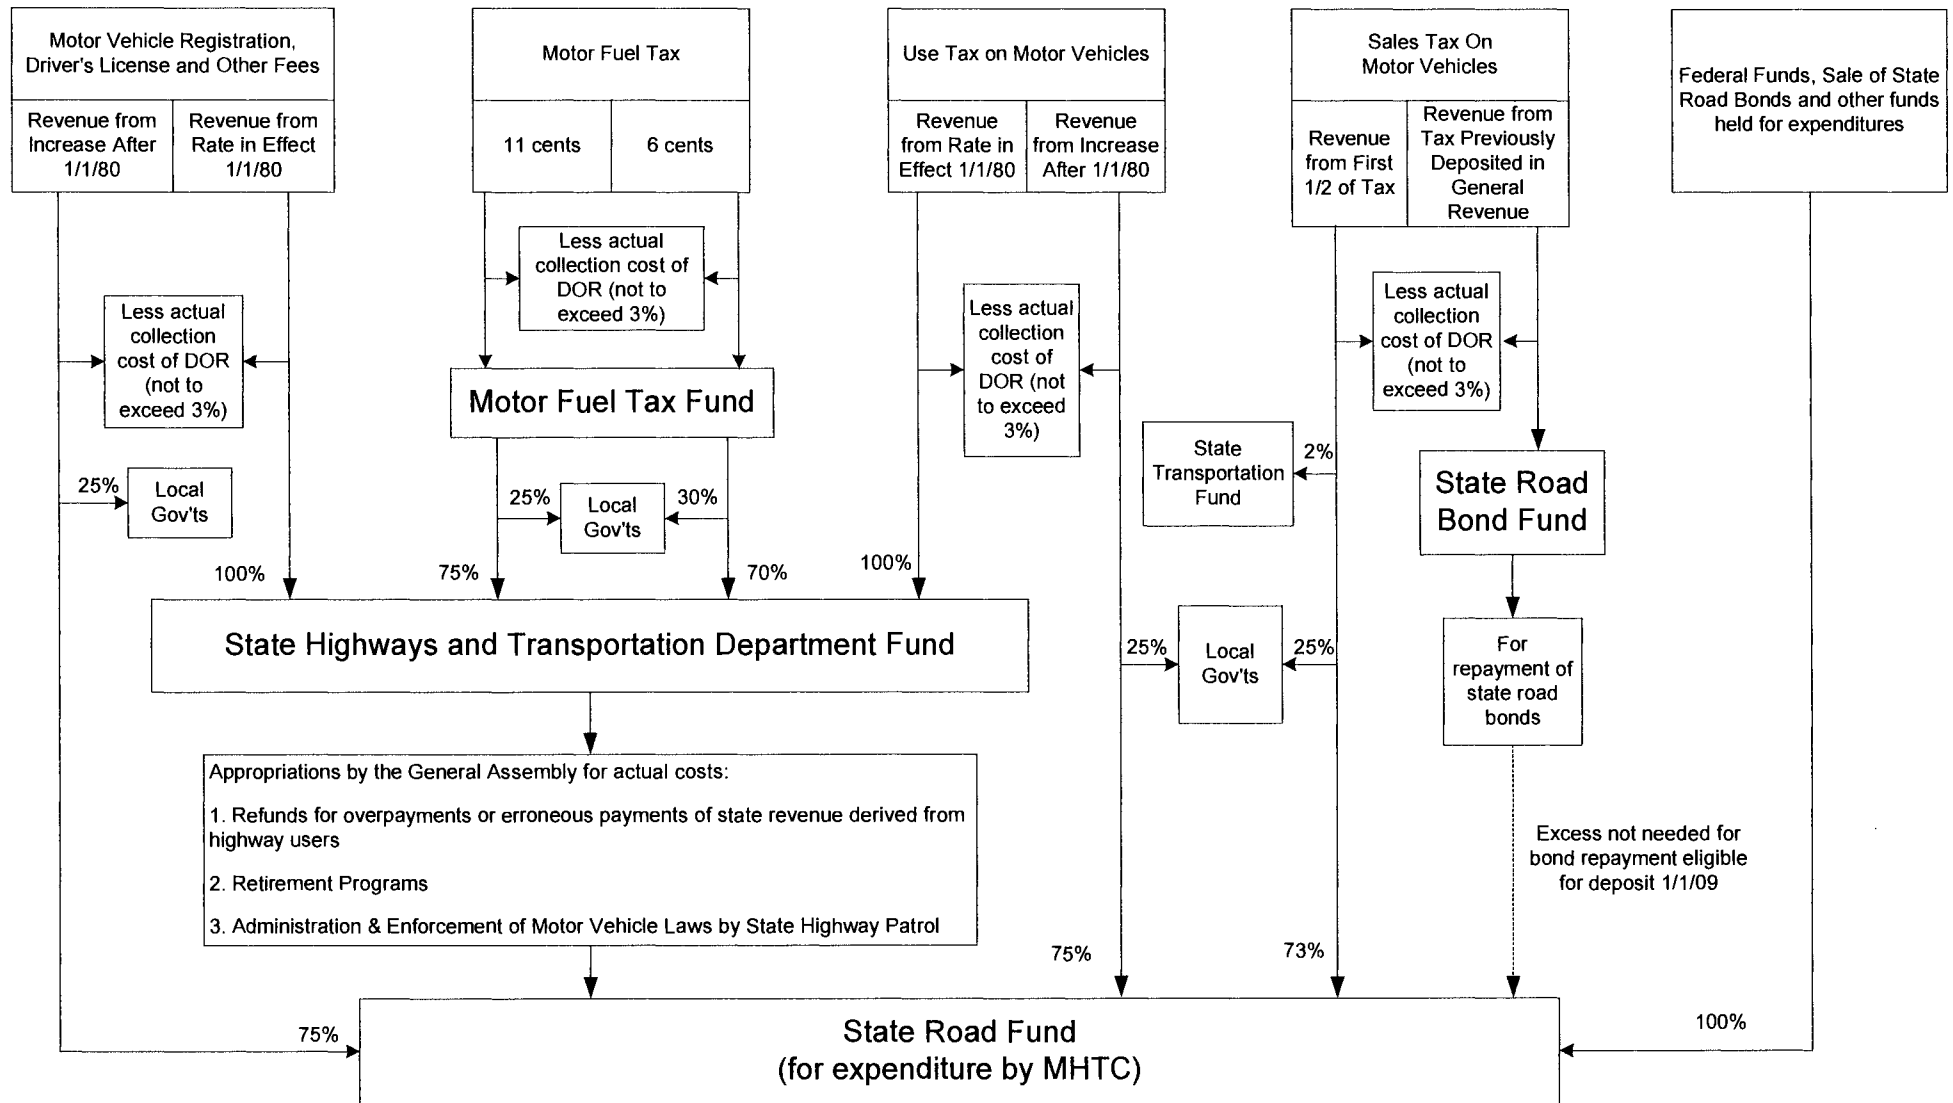 Motor Vehicle Registration,
Driver's License and Other Fees
Revenue from
Increase After
1/1/80
Revenue from
Rate in Effect
1/1/80
Motor Fuel Tax
11 cents
6 cents
Use Tax on Motor Vehicles
Revenue
from Rate in
Effect 1/1/80
Revenue
from Increase
After 1/1/80
Sales Tax On
Motor Vehicles
Revenue
from First
1/2 of Tax
Revenue from
Tax Previously
Deposited in
General
Revenue
Federal Funds, Sale of State
Road Bonds and other funds
held for expenditures
Less actual
collection
cost of DOR
(not to
exceed 3%)
Less actual
collection cost of
DOR (not to
exceed 3%)
Less actual
collection
cost of
DOR (not
to exceed
3%)
Less actual
collection
cost of DOR
(not to
exceed 3%)
Motor Fuel Tax Fund
State
Transportation
Fund
2%
State Road
Bond Fund
25%
Local
Gov'ts
25%
Local
Gov'ts
30%
100%
75%
70%
100%
State Highways and Transportation Department Fund
25%
Local
Gov'ts
25%
For
repayment of
state road
bonds
Appropriations by the General Assembly for actual costs:
1. Refunds for overpayments or erroneous payments of state revenue derived from
highway users
2. Retirement Programs
3. Administration & Enforcement of Motor Vehicle Laws by State Highway Patrol
Excess not needed for
bond repayment eligible
for deposit 1/1/09
75%
73%
75%
State Road Fund
(for expenditure by MHTC)
100%